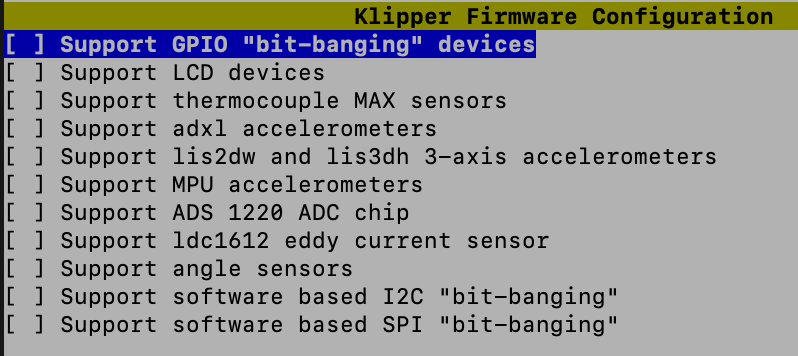 Klipper Firmware Configuration
[ ] Support GPIO "bit-banging" devices
[ ] Support LCD devices
[ ] Support thermocouple MAX sensors
[ ] Support adxl accelerometers
[ ] Support lis2dw and lis3dh 3-axis accelerometers
[ ] Support MPU accelerometers
[ ] Support ADS 1220 ADC chip
[ ] Support ldc1612 eddy current sensor
[ ] Support angle sensors
[ ] Support software based I2C "bit-banging"
[ ] Support software based SPI "bit-banging"